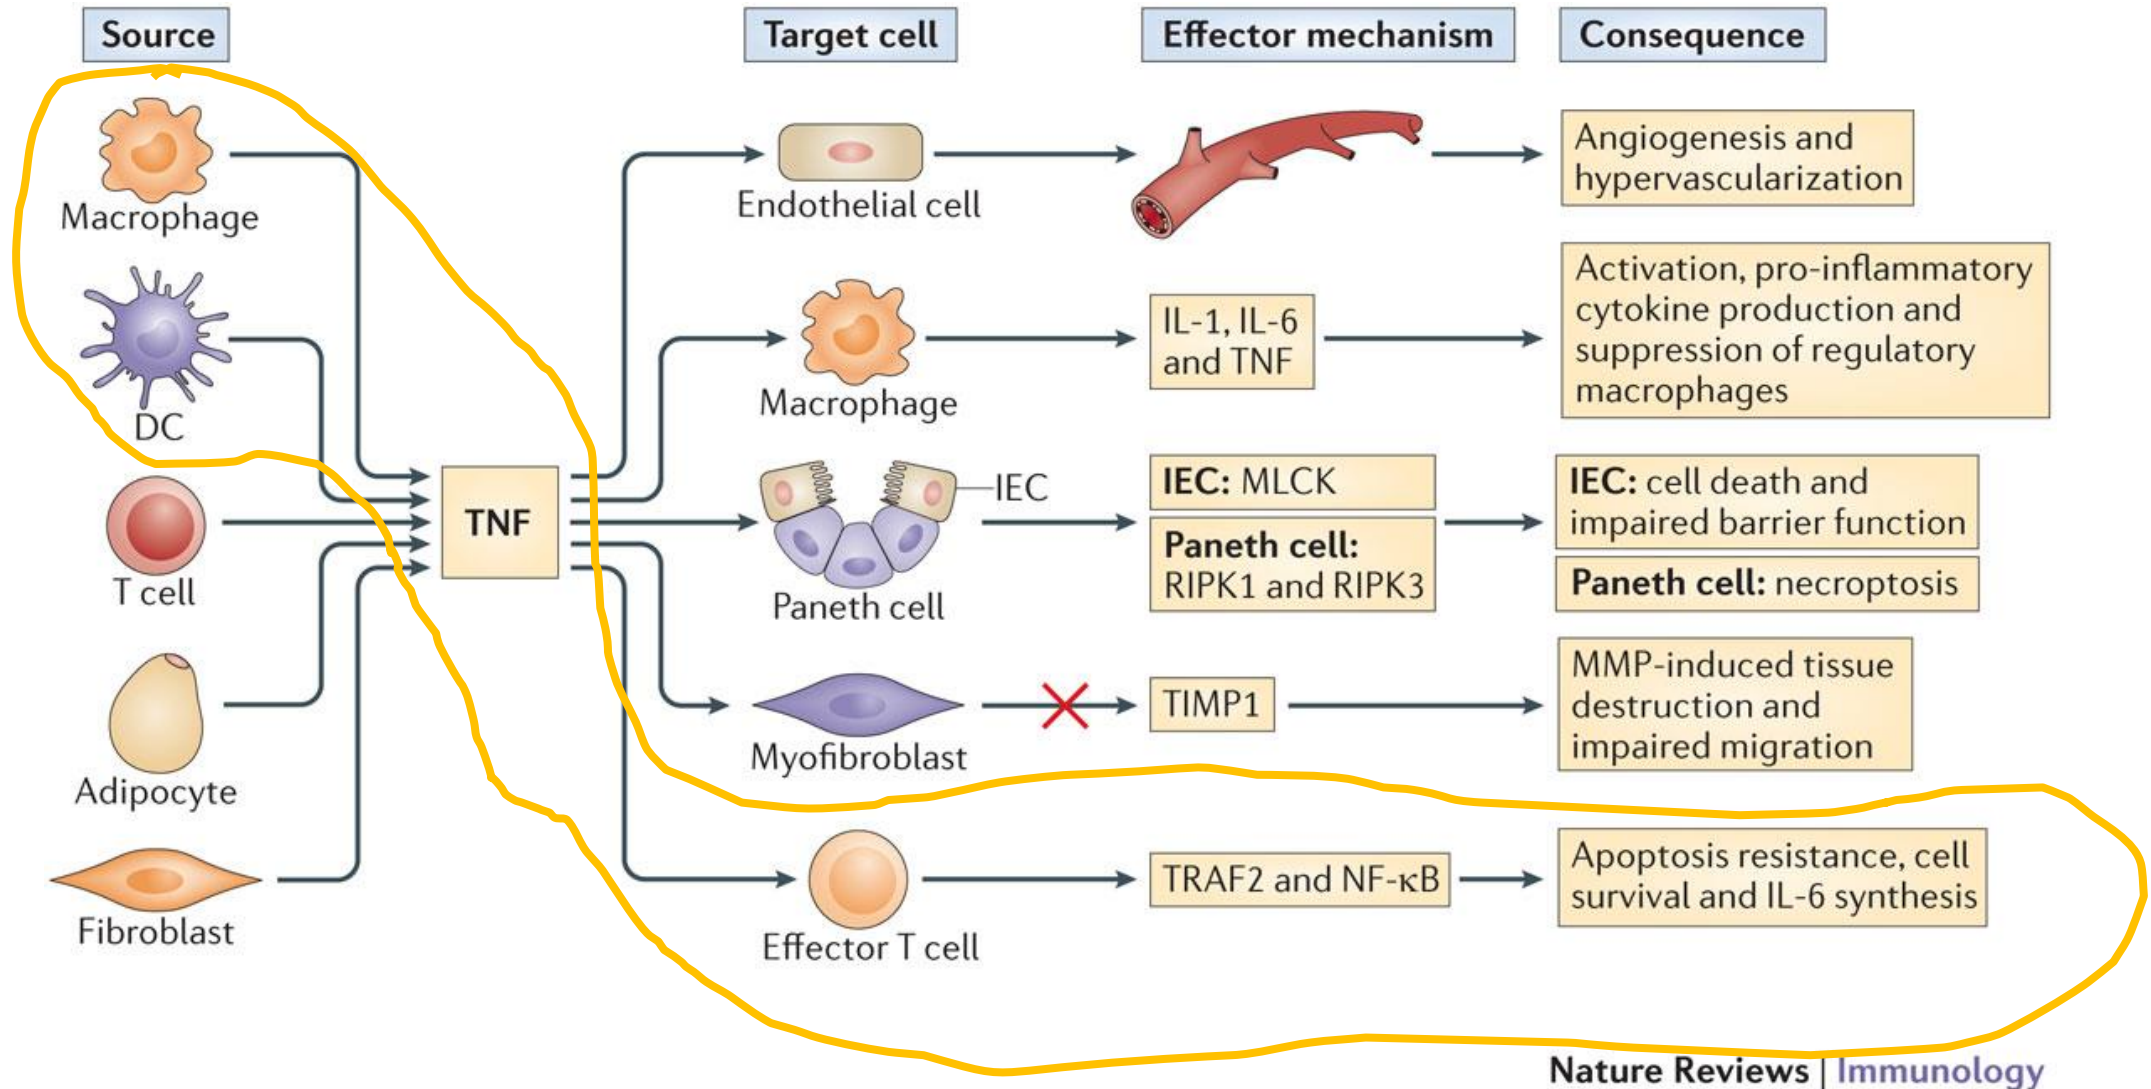 Source
Target cell
Effector mechanism
Consequence
Macrophage
DC
T cell
Adipocyte
Fibroblast
TNF
Endothelial cell
Angiogenesis and
hypervascularization
Macrophage
IL-1, IL-6
and TNF
Activation, pro-inflammatory
cytokine production and
suppression of regulatory
macrophages
IEC
Paneth cell
IEC: MLCK
Paneth cell:
RIPK1 and RIPK3
IEC: cell death and
impaired barrier function
Paneth cell: necroptosis
Myofibroblast
TIMP1
MMP-induced tissue
destruction and
impaired migration
Effector T cell
TRAF2 and NF-κB
Apoptosis resistance, cell
survival and IL-6 synthesis
Nature Reviews | Immunology